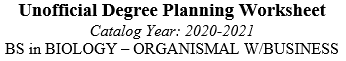 Unofficial Degree Planning Worksheet
Catalog Year: 2020-2021
BS in BIOLOGY – ORGANISMAL W/BUSINESS